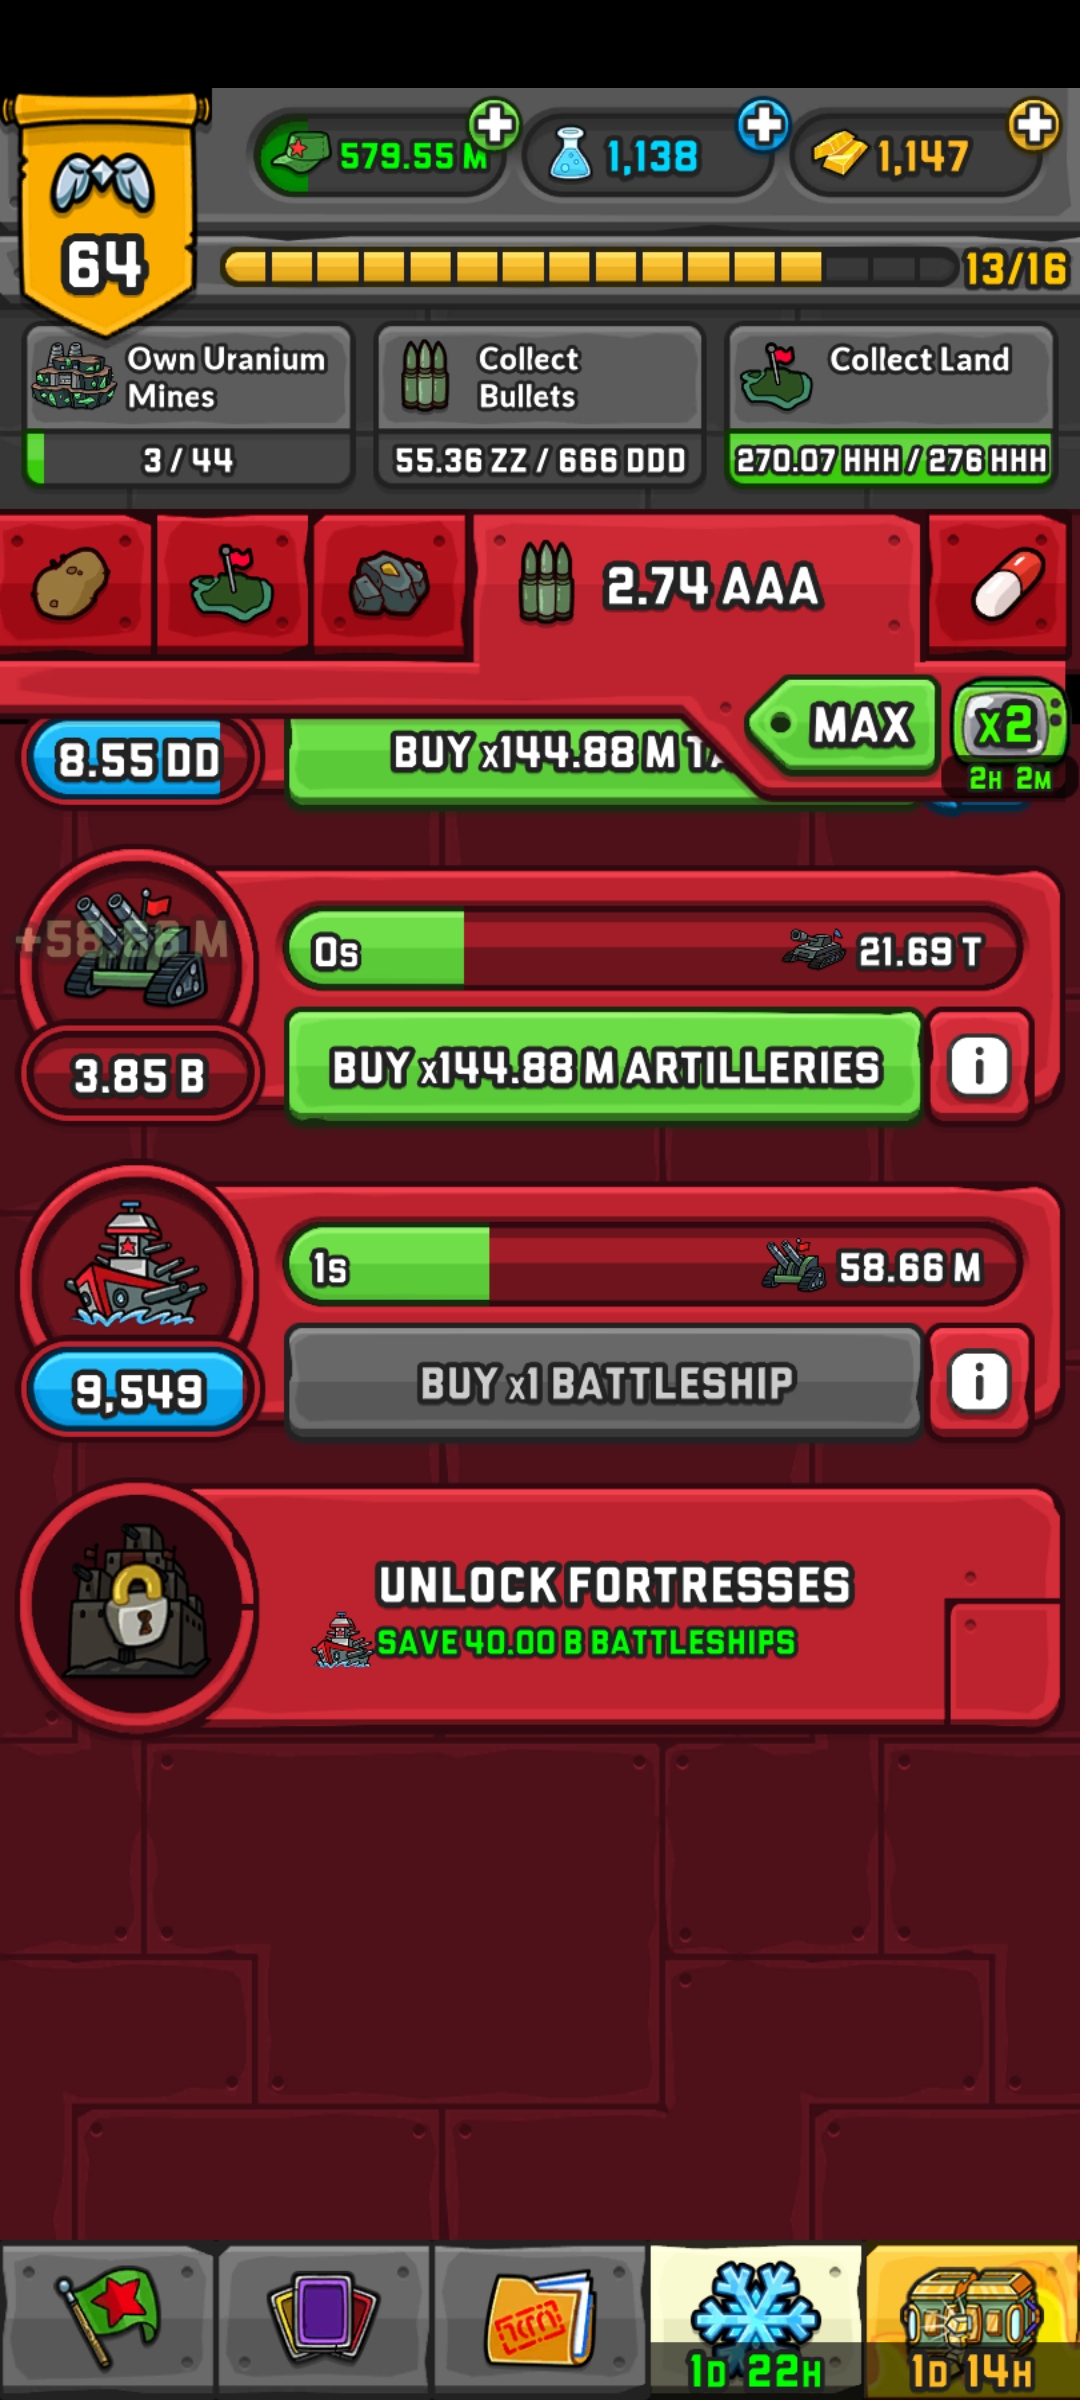 579.55 M
1,138
1,147
64
13/16
Own Uranium
Mines
3 / 44
Collect
Bullets
55.36 ZZ / 666 DDD
Collect Land
270.07 HHH / 276 HHH
2.74 AAA
MAX
x2
2H 2M
8.55 DD
BUY x144.88 M
0s
21.69 T
3.85 B
BUY x144.88 M ARTILLERIES
i
1s
58.66 M
9,549
BUY x1 BATTLESHIP
i
UNLOCK FORTRESSES
SAVE 40.00 B BATTLESHIPS
1D 22H
1D 14H